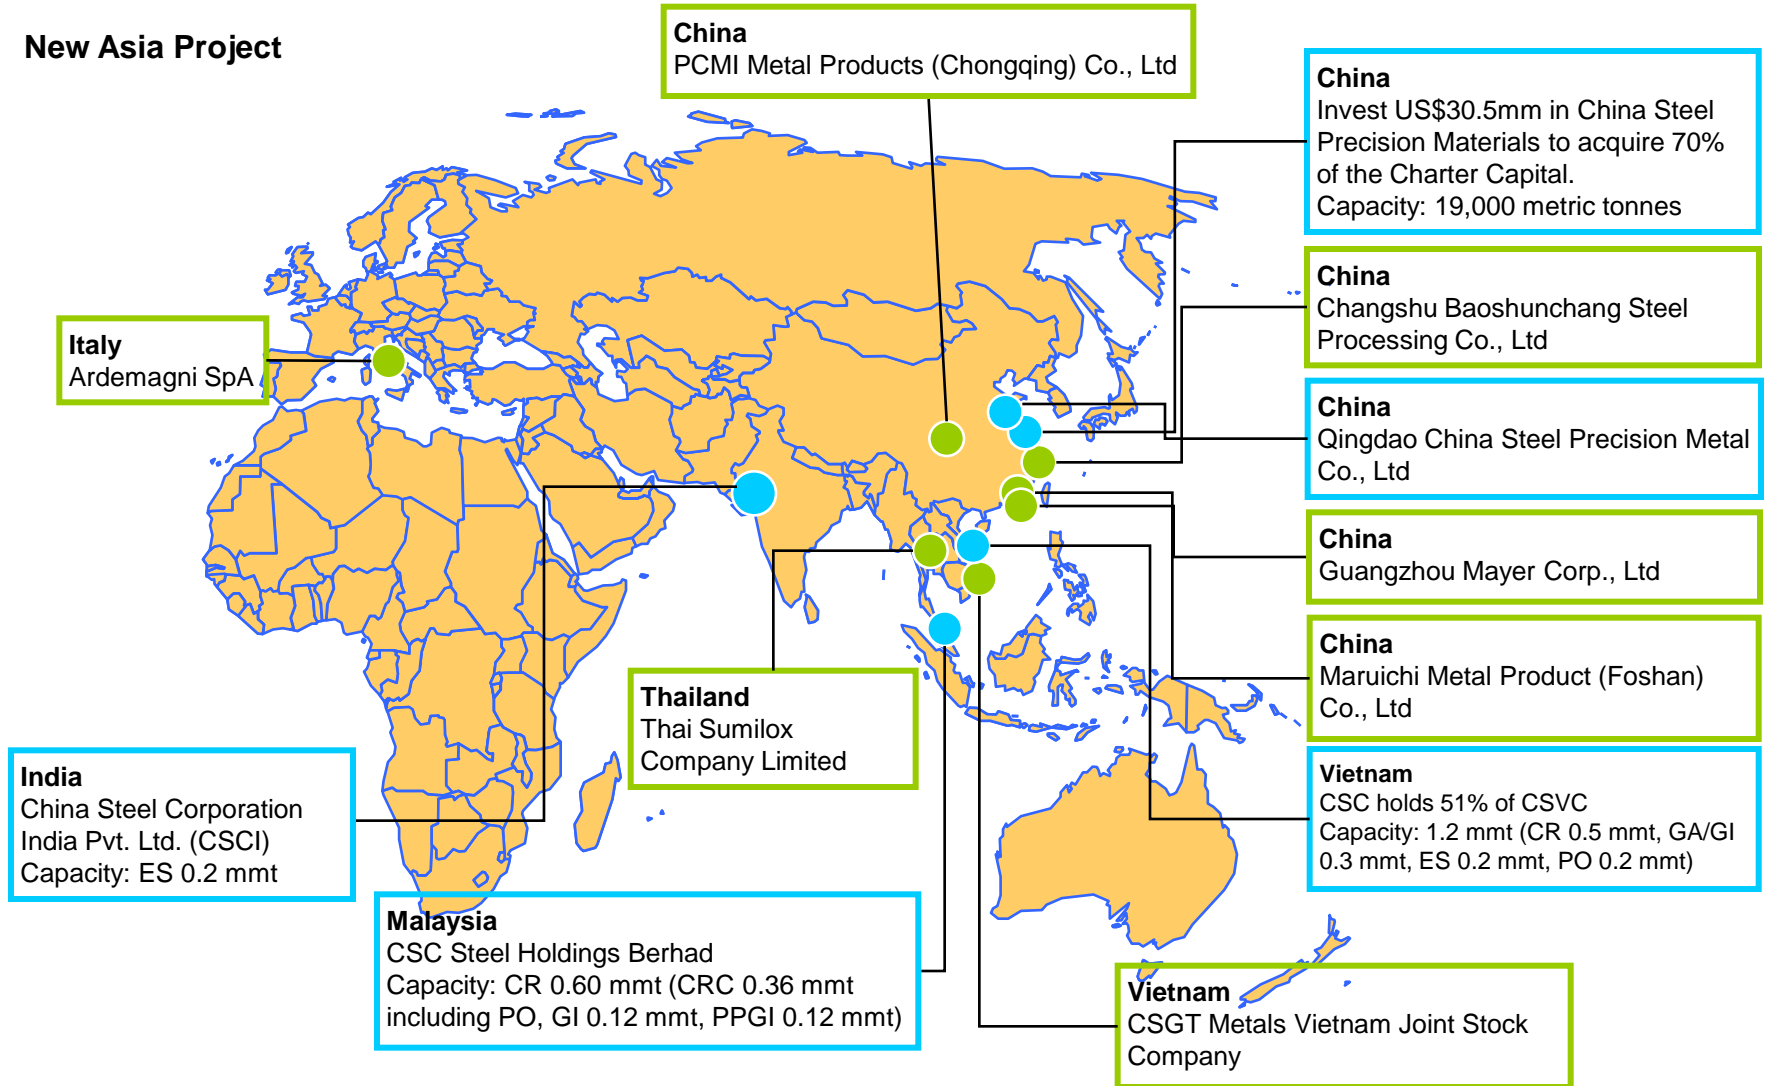 New Asia Project
China
PCMI Metal Products (Chongqing) Co., Ltd
China
Invest US$30.5mm in China Steel
Precision Materials to acquire 70%
of the Charter Capital.
Capacity: 19,000 metric tonnes
China
Changshu Baoshunchang Steel
Processing Co., Ltd
Italy
Ardemagni SpA
China
Qingdao China Steel Precision Metal
Co., Ltd
China
Guangzhou Mayer Corp., Ltd
China
Maruichi Metal Product (Foshan)
Co., Ltd
Thailand
Thai Sumilox
Company Limited
India
China Steel Corporation
India Pvt. Ltd. (CSCI)
Capacity: ES 0.2 mmt
Vietnam
CSC holds 51% of CSVC
Capacity: 1.2 mmt (CR 0.5 mmt, GA/GI
0.3 mmt, ES 0.2 mmt, PO 0.2 mmt)
Malaysia
CSC Steel Holdings Berhad
Capacity: CR 0.60 mmt (CRC 0.36 mmt
including PO, GI 0.12 mmt, PPGI 0.12 mmt)
Vietnam
CSGT Metals Vietnam Joint Stock
Company